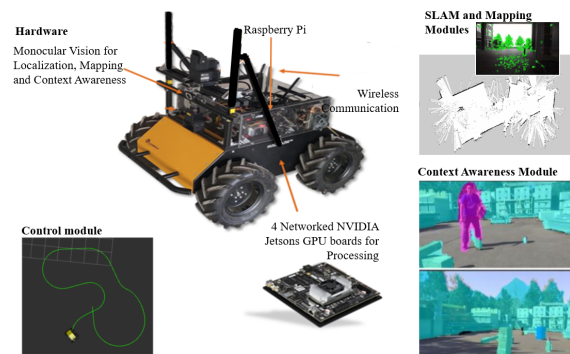 Hardware
Monocular Vision for
Localization, Mapping
and Context Awareness
Raspberry Pi
Wireless
Communication
SLAM and Mapping
Modules
Context Awareness Module
4 Networked NVIDIA
Jetsons GPU boards for
Processing
Control module